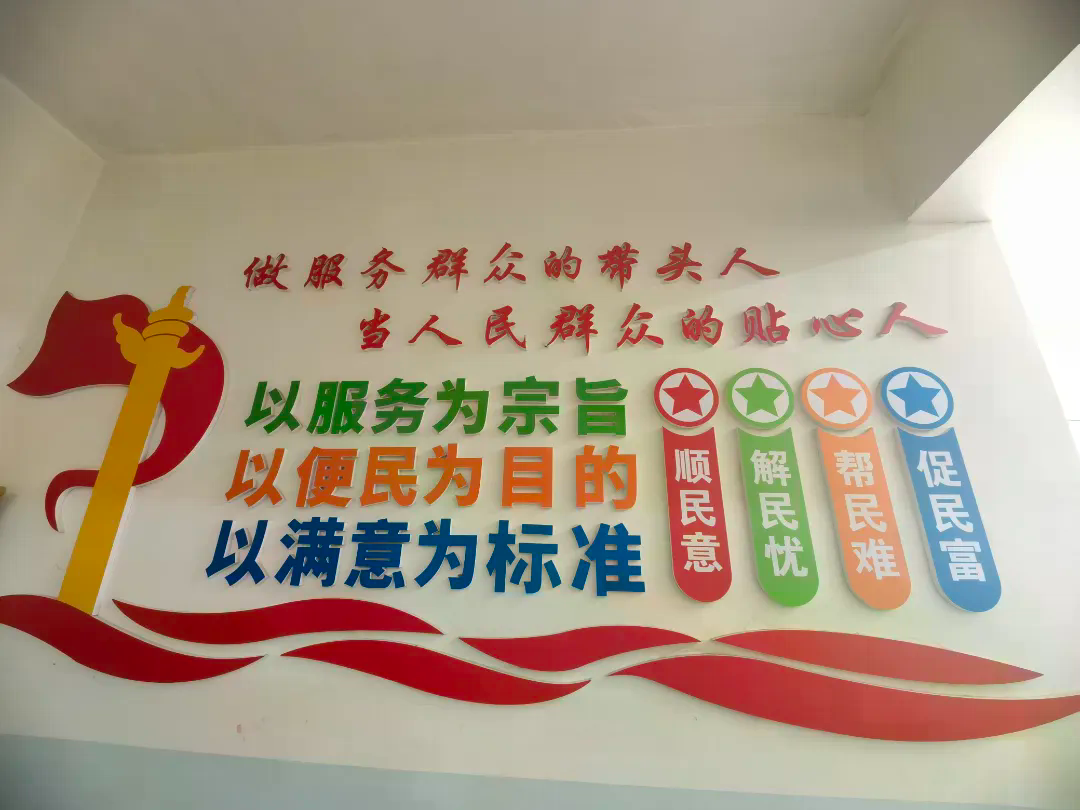 做服务群众的带头人
当人民群众的贴心人
以服务为宗旨
以便民为目的
以满意为标准
顺民意
解民忧
帮民难
促民富